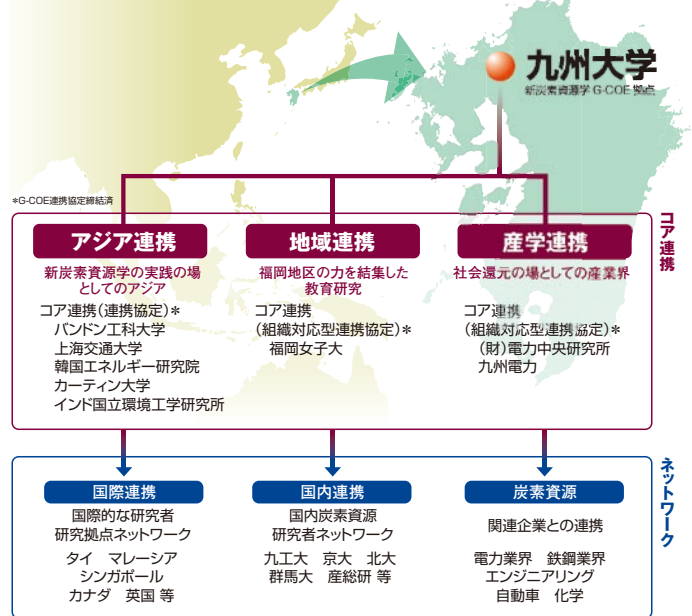 九州大学
新炭素資源学 G-COE 拠点
*G-COE連携協定締結済
コア連携
アジア連携
新炭素資源学の実践の場
としてのアジア
コア連携(連携協定)*
バンドン工科大学
上海交通大学
韓国エネルギー研究院
カーティン大学
インド国立環境工学研究所
地域連携
福岡地区の力を結集した
教育研究
コア連携
(組織対応型連携協定)*
福岡女子大
産学連携
社会還元の場としての産業界
コア連携
(組織対応型連携協定)*
(財)電力中央研究所
九州電力
ネットワーク
国際連携
国際的な研究者
研究拠点ネットワーク
タイ マレーシア
シンガポール
カナダ 英国 等
国内連携
国内炭素資源
研究者ネットワーク
九工大 京大 北大
群馬大 産総研 等
炭素資源
関連企業との連携
電力業界 鉄鋼業界
エンジニアリング
自動車 化学